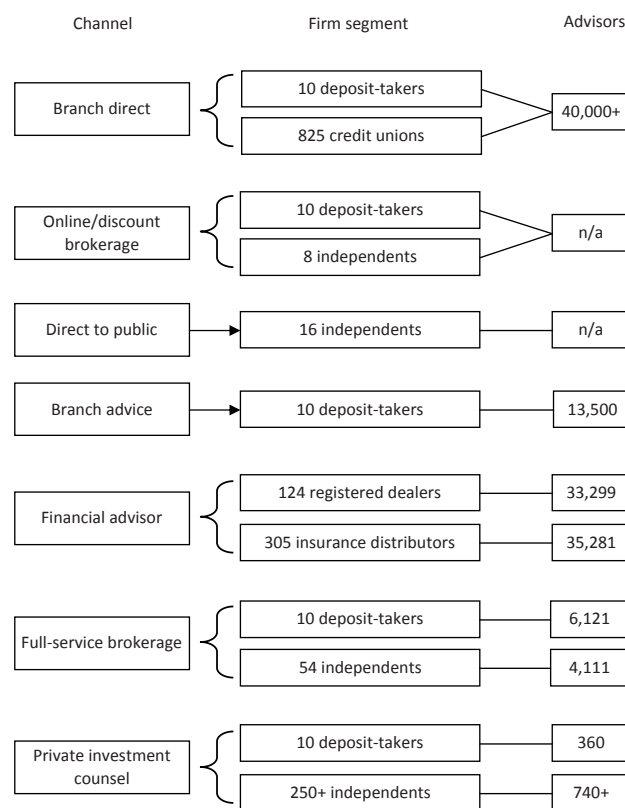 Channel Firm segment Advisors
Branch direct
10 deposit-takers
825 credit unions
40,000+
Online/discount
brokerage
10 deposit-takers
8 independents
n/a
Direct to public 16 independents n/a
Branch advice 10 deposit-takers 13,500
Financial advisor
124 registered dealers 33,299
305 insurance distributors 35,281
Full-service brokerage
10 deposit-takers 6,121
54 independents 4,111
Private investment
counsel
10 deposit-takers 360
250+ independents 740+